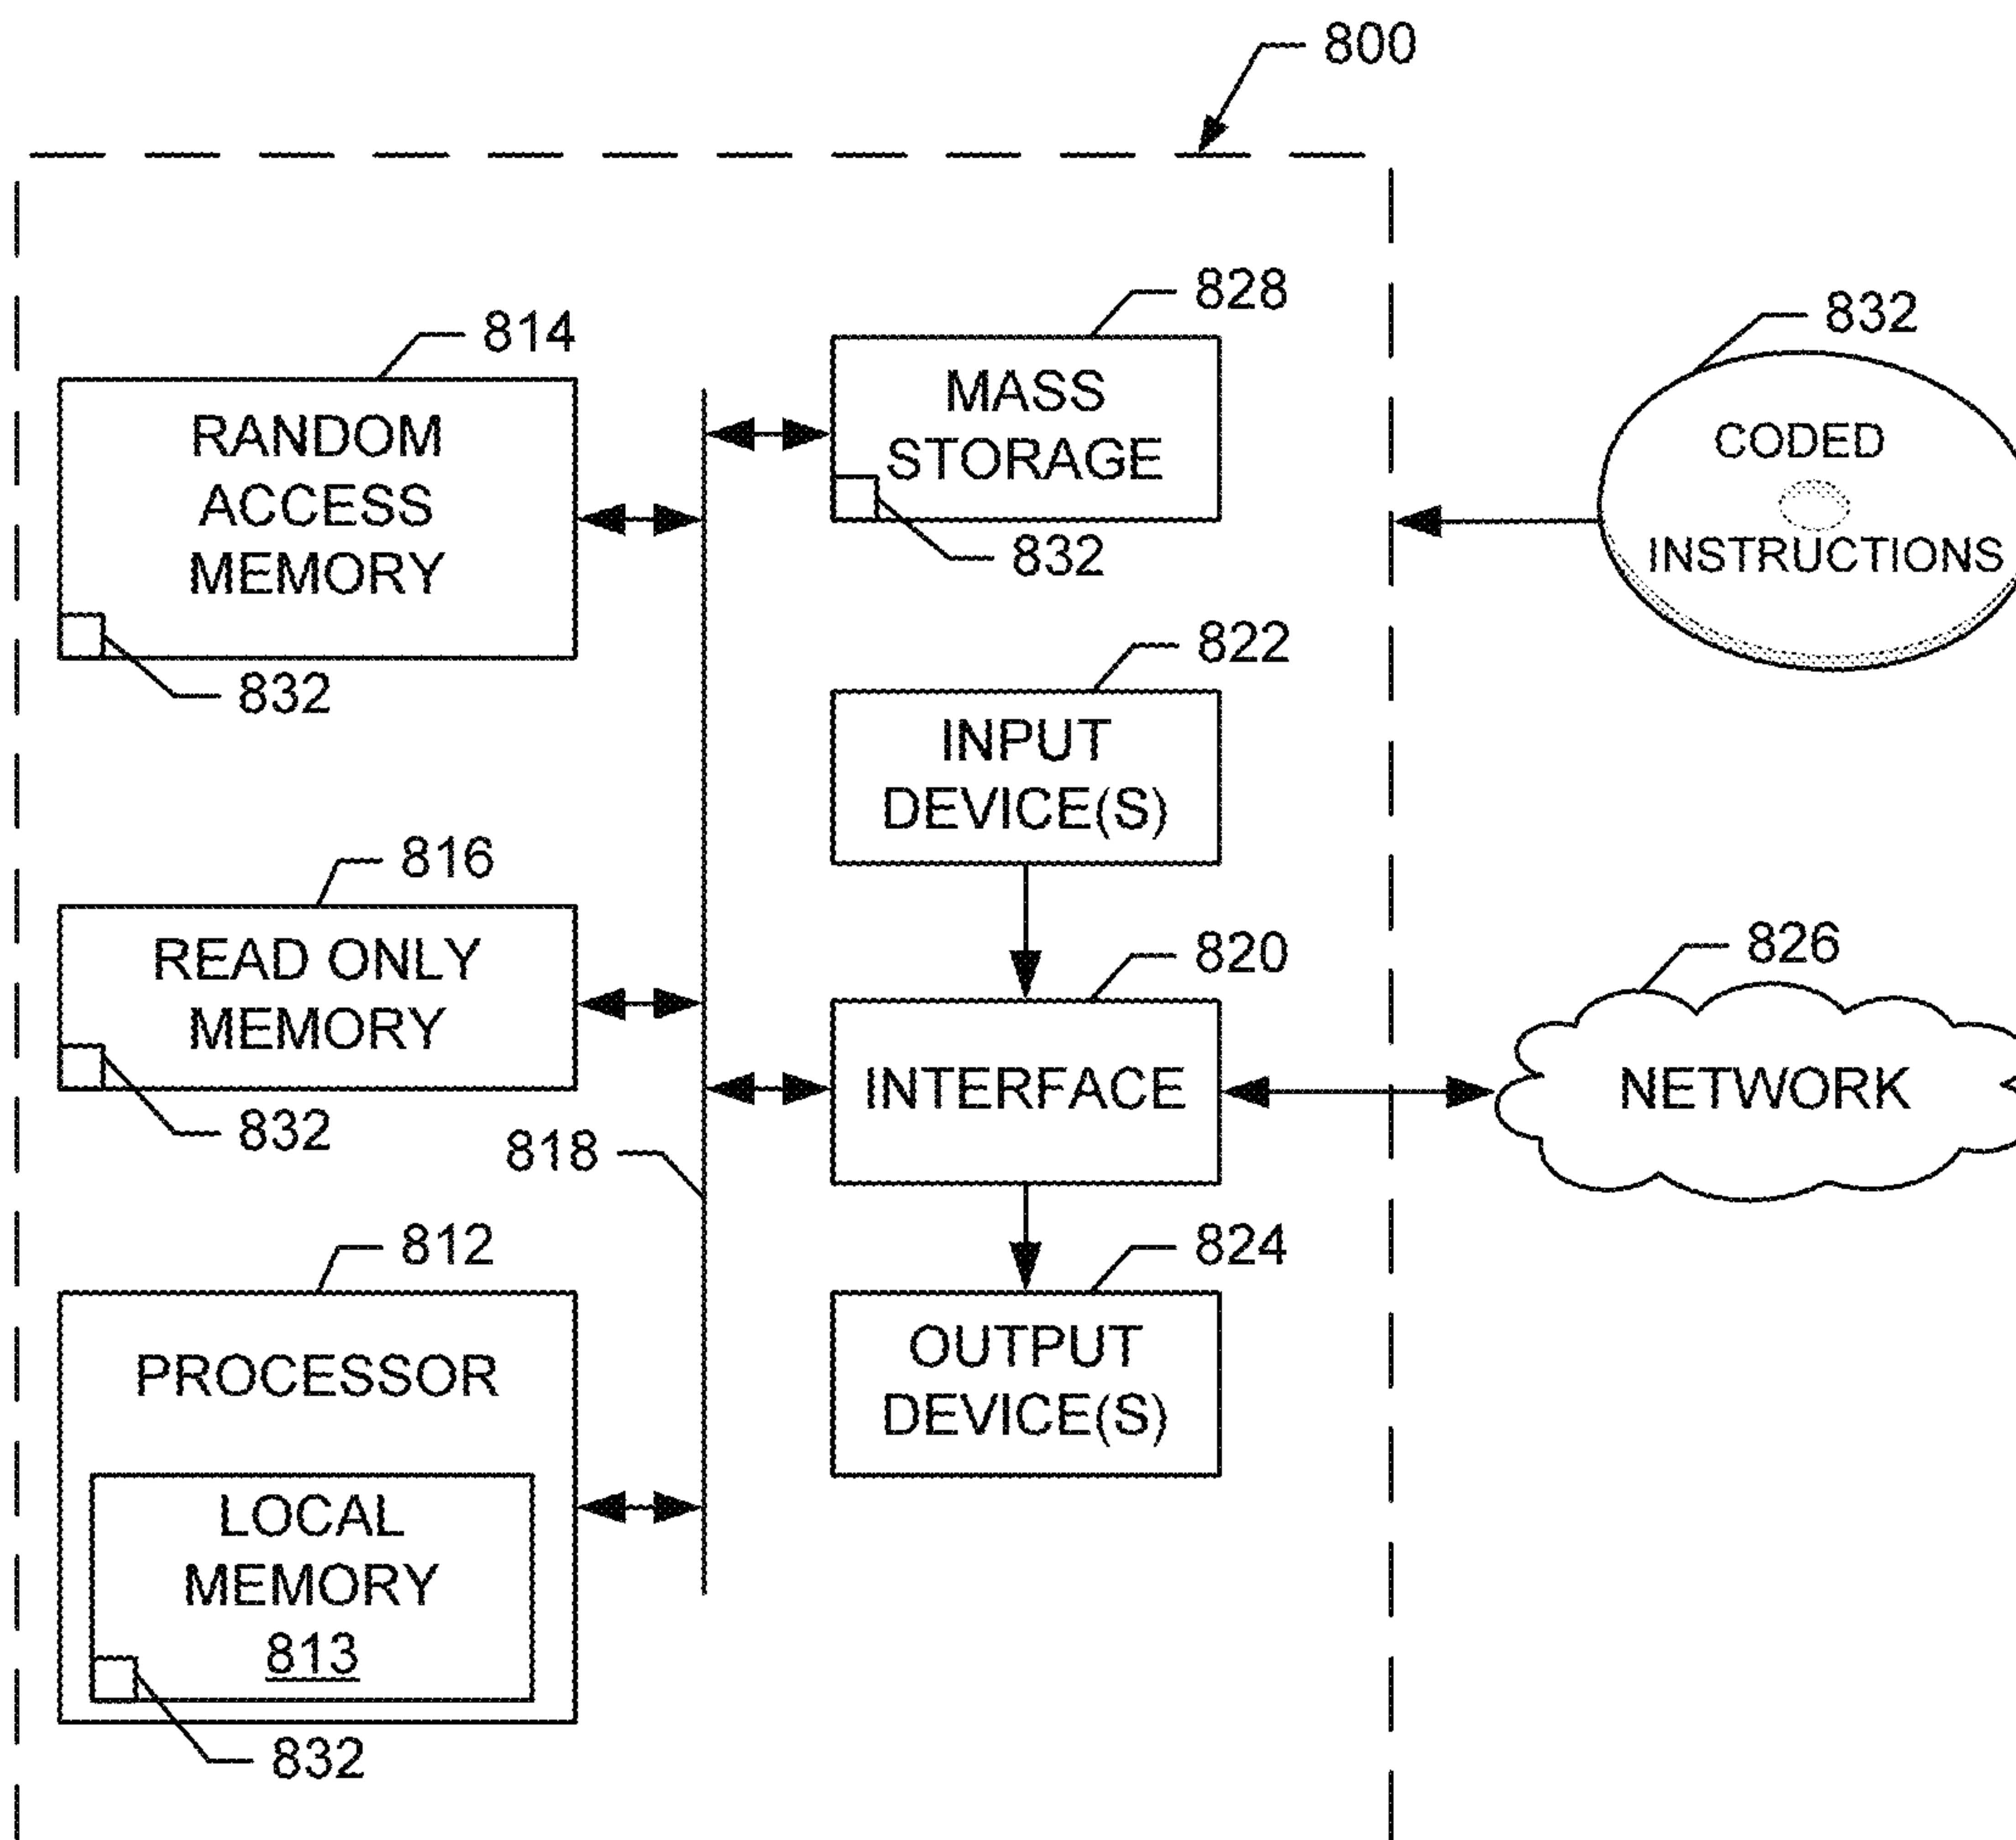 800
814
RANDOM
ACCESS
MEMORY
832
828
MASS
STORAGE
832
832
CODED
INSTRUCTIONS
822
INPUT
DEVICE(S)
816
READ ONLY
MEMORY
832
820
INTERFACE
826
NETWORK
818
812
PROCESSOR
LOCAL
MEMORY
813
832
824
OUTPUT
DEVICE(S)